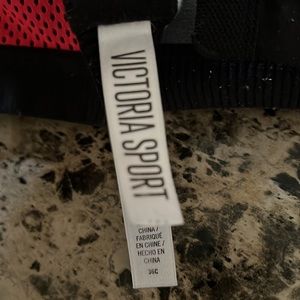 VICTORIA SPORT
CHINA /
FABRIQUÉ
EN CHINE /
HECHO EN
CHINA
36C